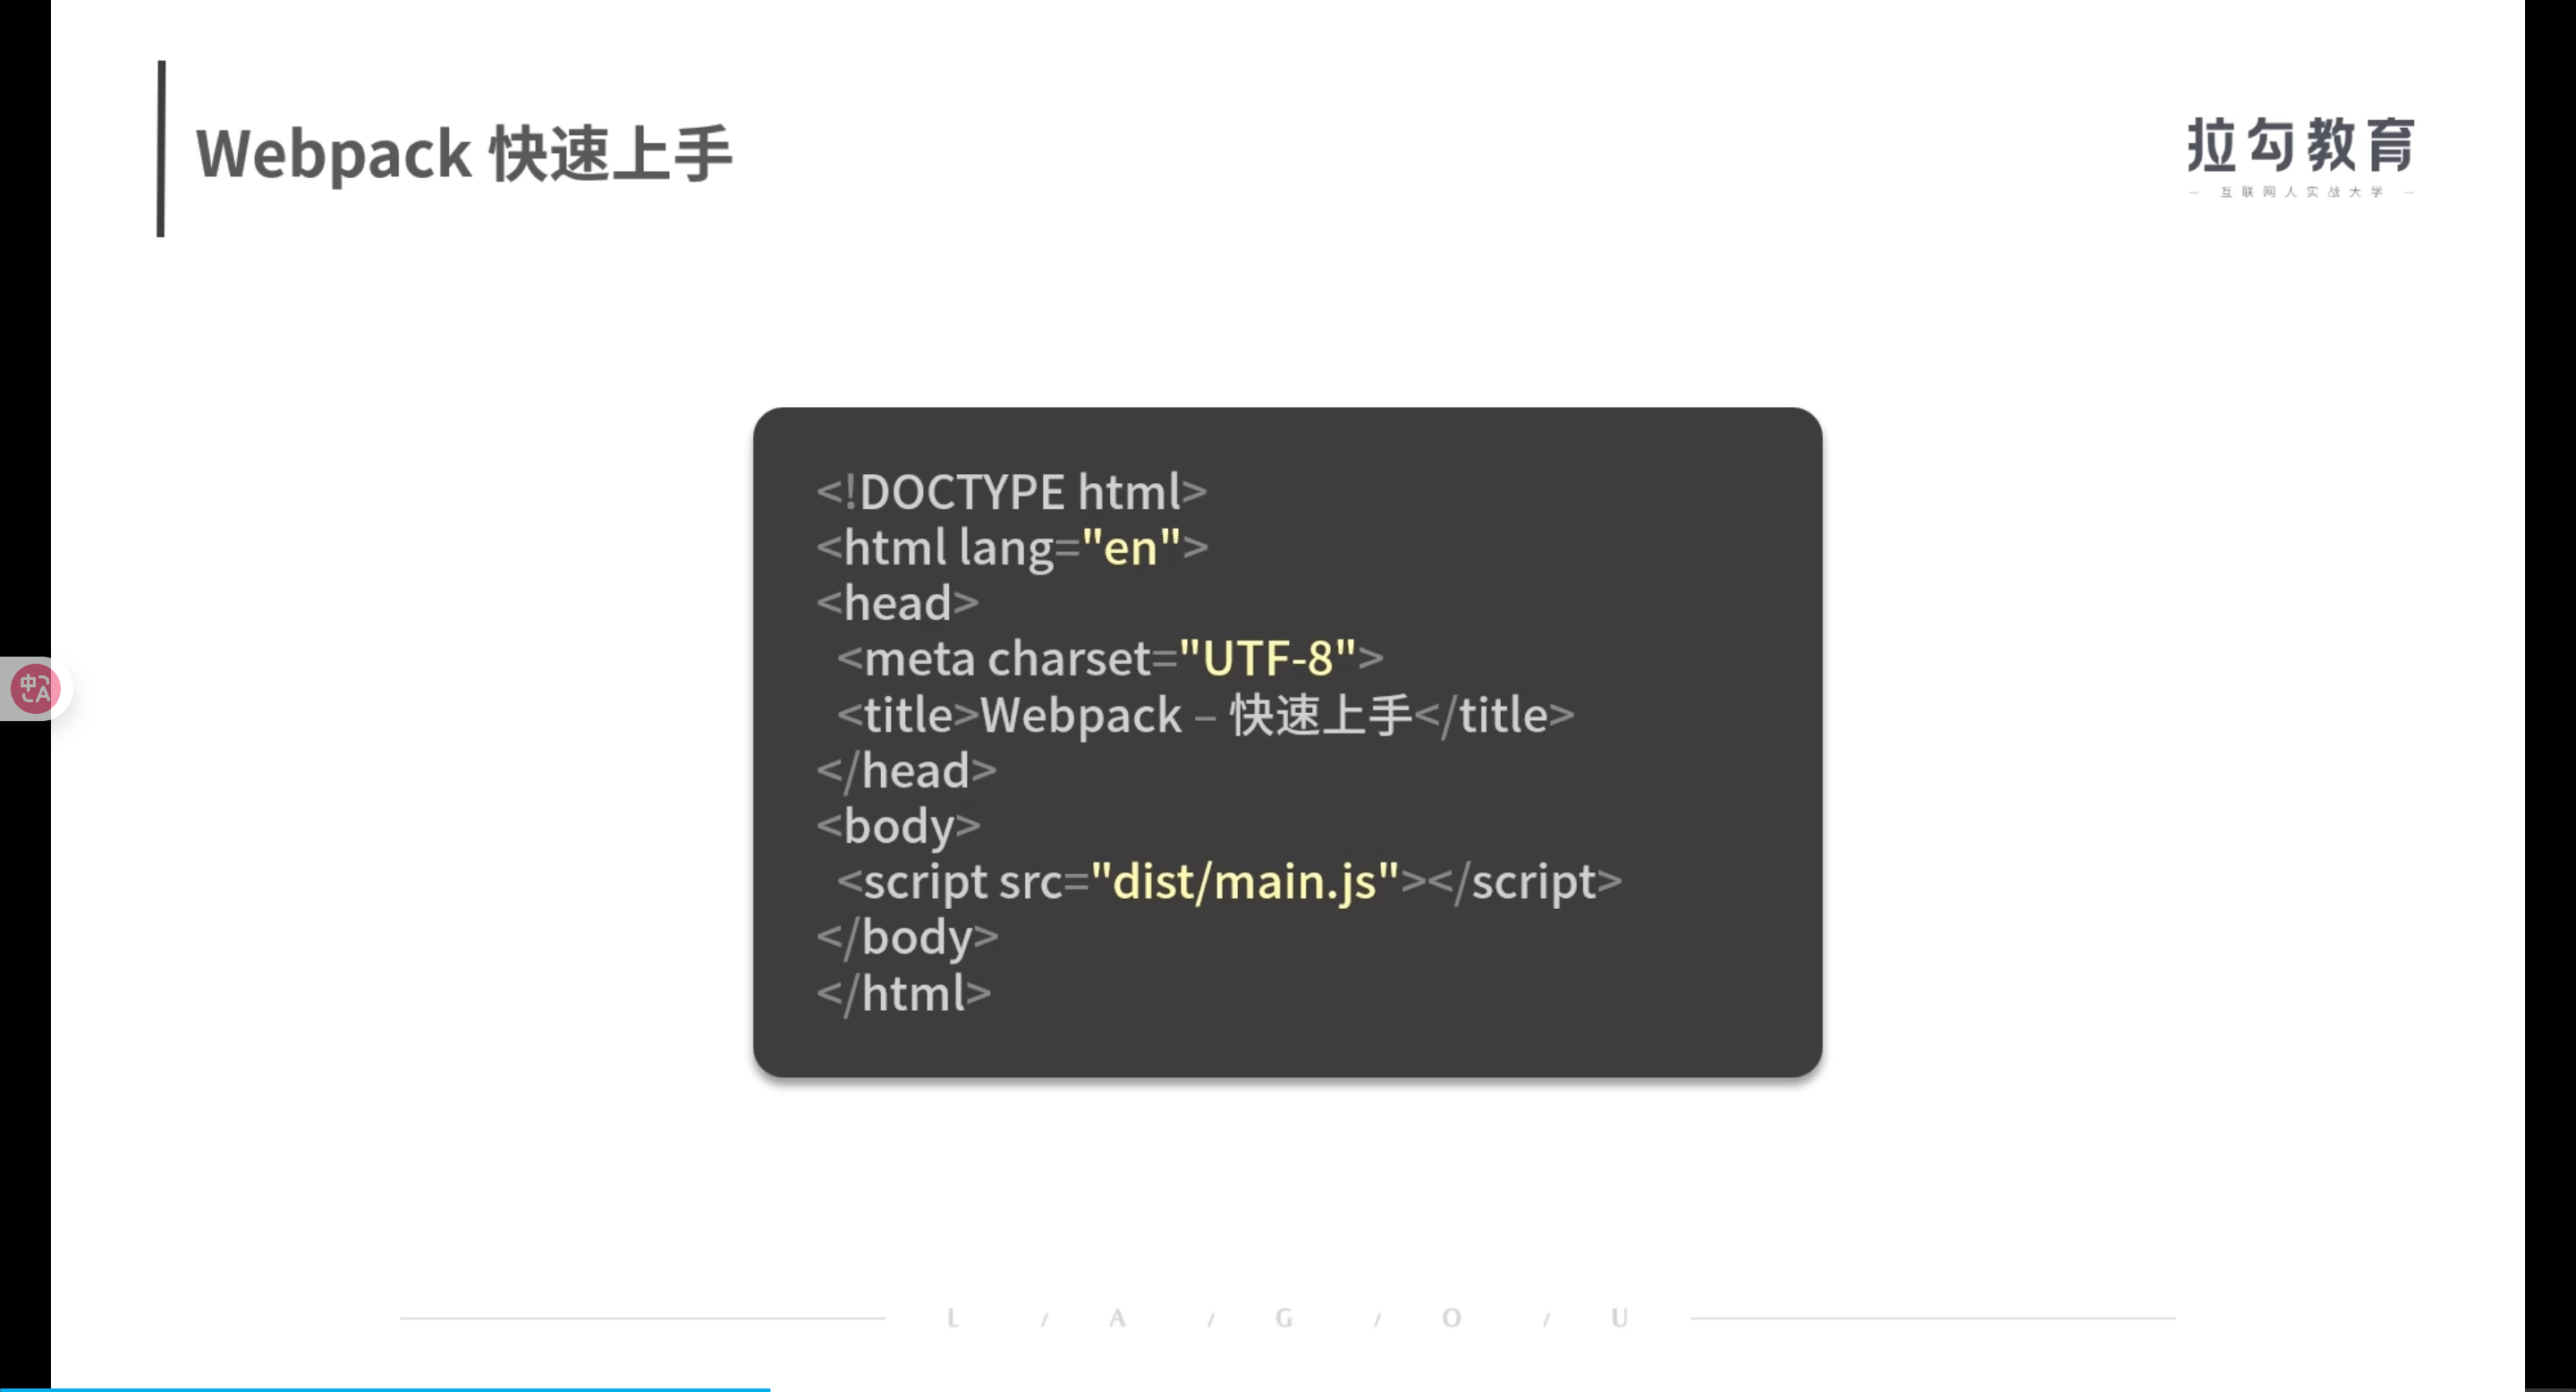 Webpack 快速上手
拉勾教育
— 互联网人实战大学 —
<!DOCTYPE html>
<html lang="en">
<head>
  <meta charset="UTF-8">
  <title>Webpack – 快速上手</title>
</head>
<body>
  <script src="dist/main.js"></script>
</body>
</html>
中A
L / A / G / O / U